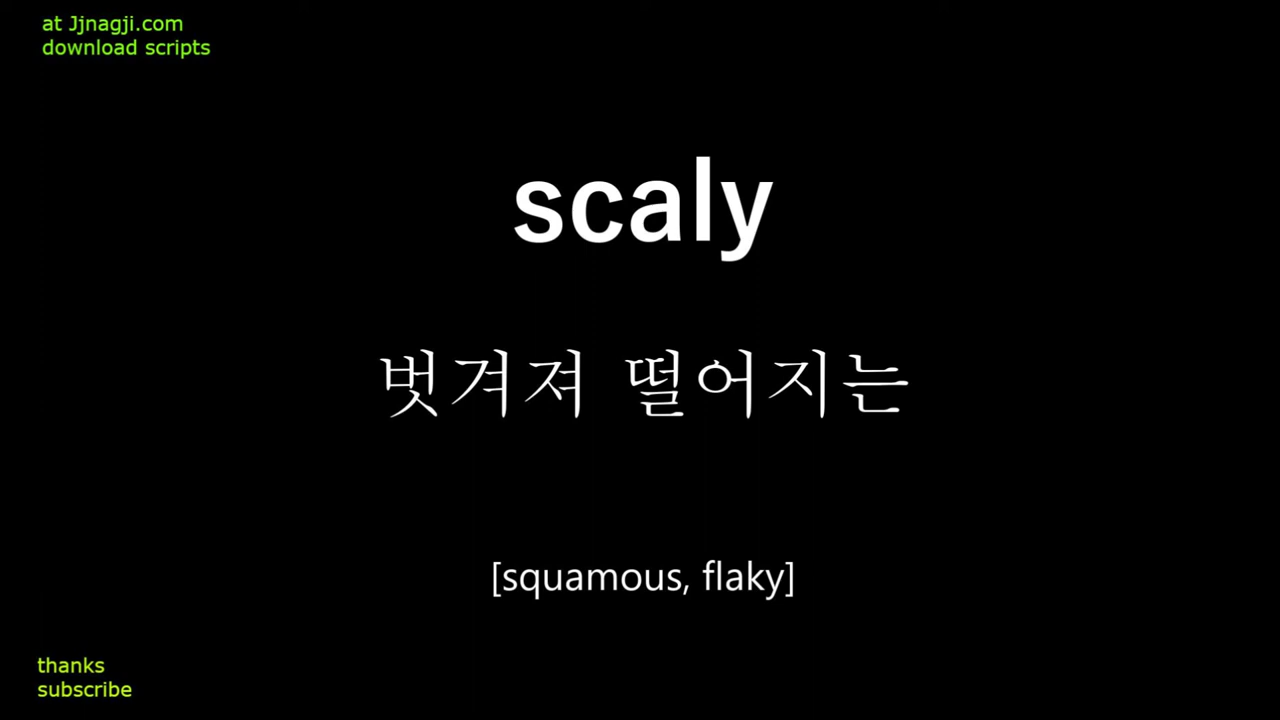 at Jjnagji.com
download scripts
scaly
벗겨져 떨어지는
[squamous, flaky]
thanks
subscribe